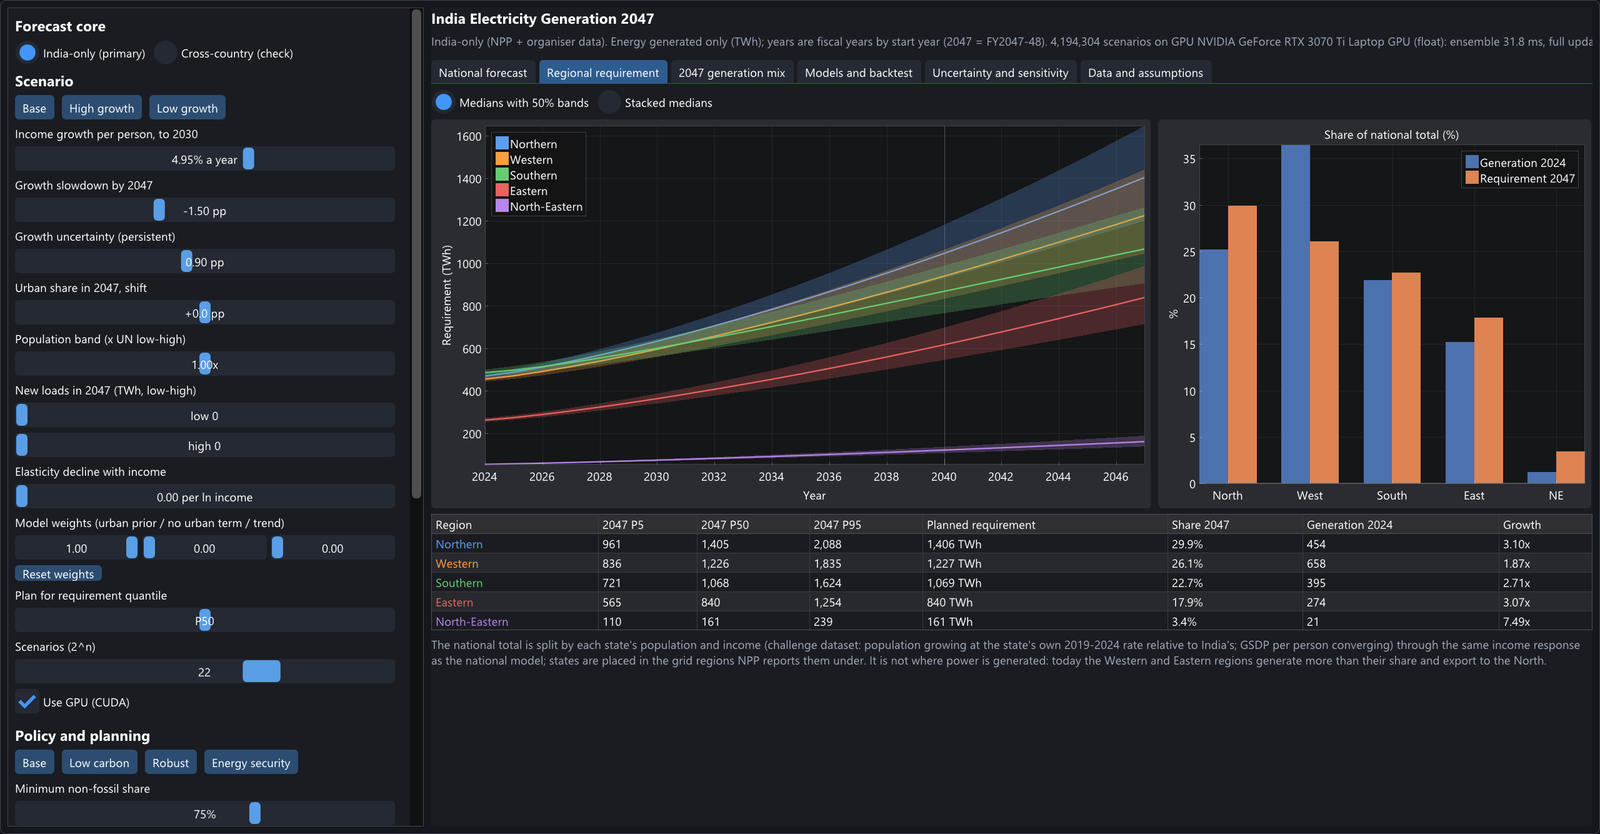 Forecast core
India-only (primary)
Cross-country (check)
Scenario
Base
High growth
Low growth
Income growth per person, to 2030
4.95% a year
Growth slowdown by 2047
-1.50 pp
Growth uncertainty (persistent)
0.90 pp
Urban share in 2047, shift
+0.0 pp
Population band (x UN low-high)
1.00x
New loads in 2047 (TWh, low-high)
low 0
high 0
Elasticity decline with income
0.00 per ln income
Model weights (urban prior / no urban term / trend)
1.00
0.00
0.00
Reset weights
Plan for requirement quantile
P50
Scenarios (2^n)
22
Use GPU (CUDA)
Policy and planning
Base
Low carbon
Robust
Energy security
Minimum non-fossil share
75%
India Electricity Generation 2047
India-only (NPP + organiser data). Energy generated only (TWh); years are fiscal years by start year (2047 = FY2047-48). 4,194,304 scenarios on GPU NVIDIA GeForce RTX 3070 Ti Laptop GPU (float): ensemble 31.8 ms, full upda
National forecast
Regional requirement
2047 generation mix
Models and backtest
Uncertainty and sensitivity
Data and assumptions
Medians with 50% bands
Stacked medians
Requirement (TWh)
1600
1400
1200
1000
800
600
400
200
Northern
Western
Southern
Eastern
North-Eastern
2024 2026 2028 2030 2032 2034 2036 2038 2040 2042 2044 2046
Year
Share of national total (%)
%
35
30
25
20
15
10
5
0
Generation 2024
Requirement 2047
North West South East NE
Region 2047 P5 2047 P50 2047 P95 Planned requirement Share 2047 Generation 2024 Growth
Northern 961 1,405 2,088 1,406 TWh 29.9% 454 3.10x
Western 836 1,226 1,835 1,227 TWh 26.1% 658 1.87x
Southern 721 1,068 1,624 1,069 TWh 22.7% 395 2.71x
Eastern 565 840 1,254 840 TWh 17.9% 274 3.07x
North-Eastern 110 161 239 161 TWh 3.4% 21 7.49x
The national total is split by each state's population and income (challenge dataset: population growing at the state's own 2019-2024 rate relative to India's; GSDP per person converging) through the same income response
as the national model; states are placed in the grid regions NPP reports them under. It is not where power is generated: today the Western and Eastern regions generate more than their share and export to the North.